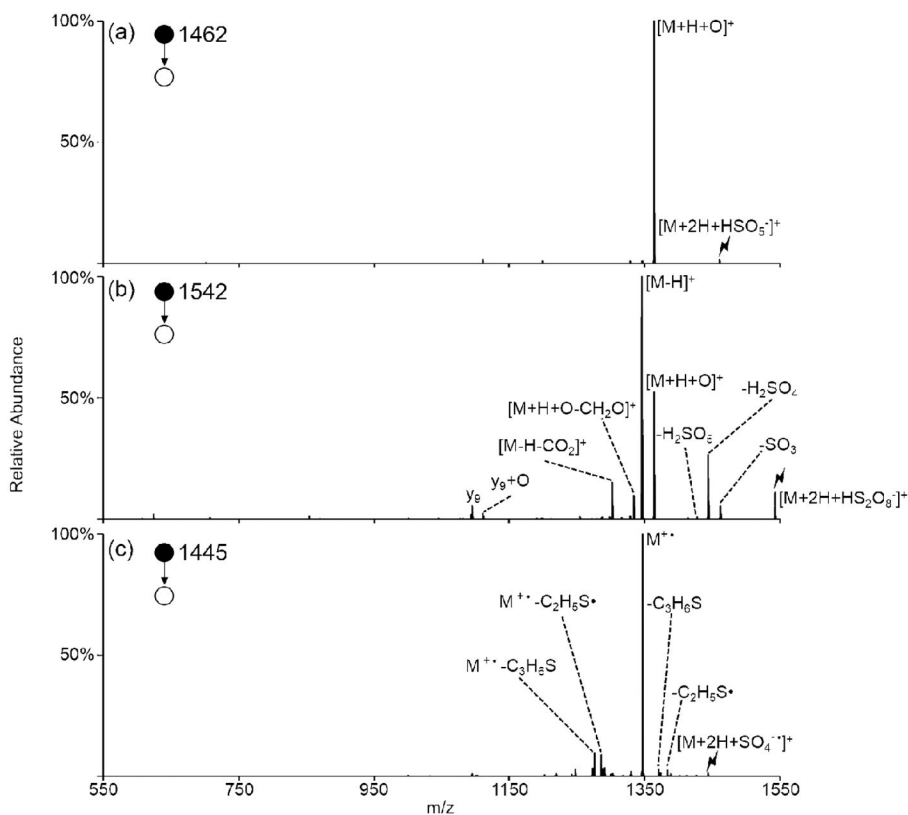 100%
(a) 1462
[M+H+O]+
50%
[M+2H+HSO5-]+
100%
(b) 1542
[M-H]+
[M+H+O]+
-H2SO4
[M+H+O-CH2O]+
50%
-H2SO5
[M-H-CO2]+
-SO3
y9 y9+O
[M+2H+HS2O8-]+
100%
(c) 1445
M+•
M+•-C2H5S•
-C3H6S
50%
M+•-C3H6S
-C2H5S•
[M+2H+SO4-•]+
550 750 950 1150 1350 1550
m/z
Relative Abundance